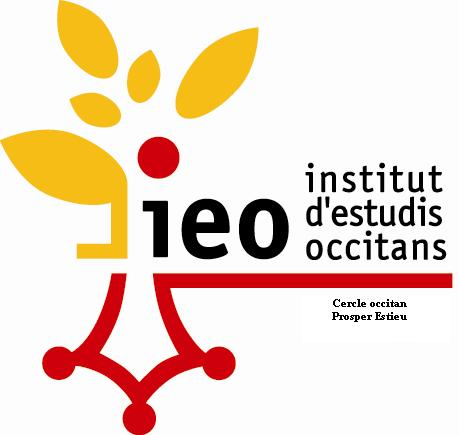 ieo
institut
d'estudis
occitans
Cercle occitan
Prosper Estieu